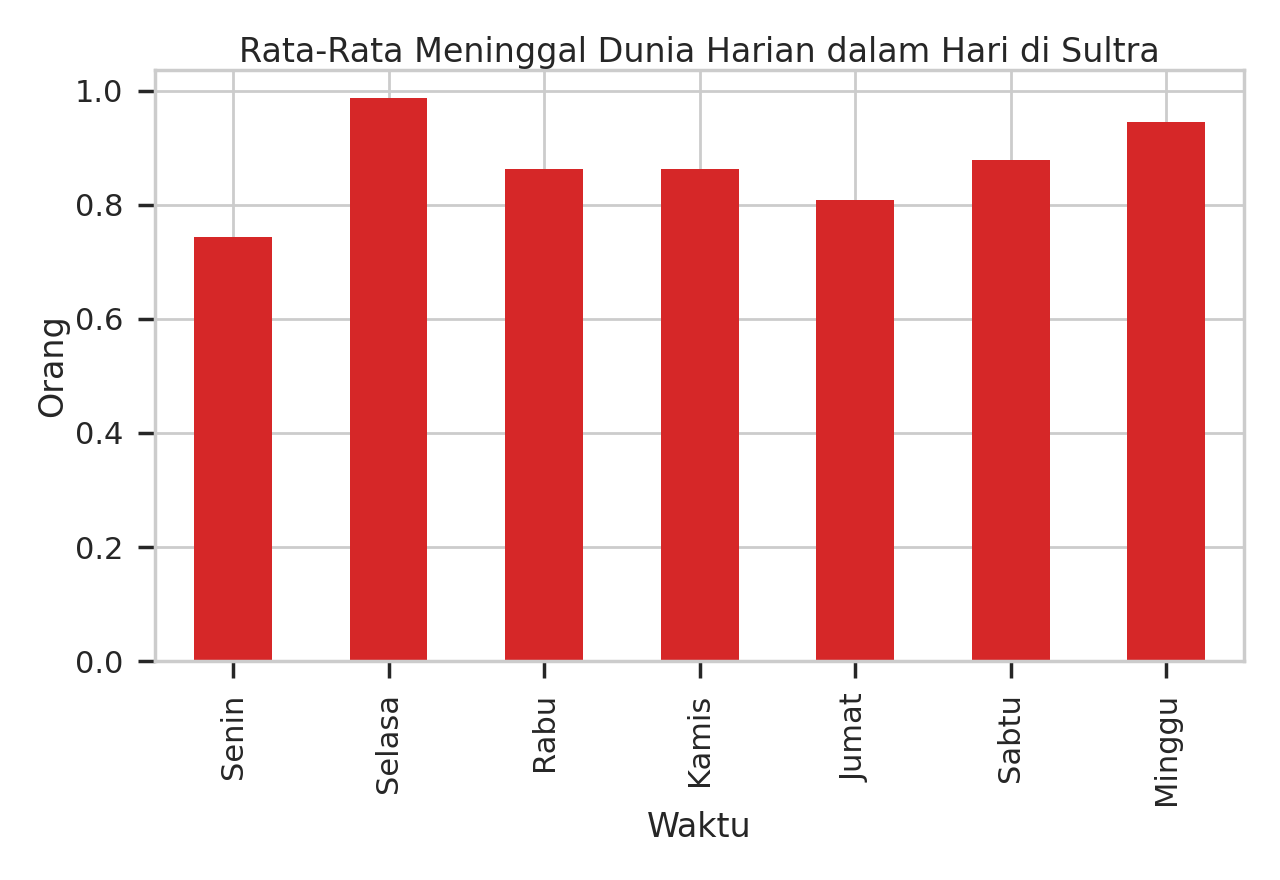 Rata-Rata Meninggal Dunia Harian dalam Hari di Sultra
1.0
0.8
0.6
0.4
0.2
0.0
Orang
Senin
Selasa
Rabu
Kamis
Jumat
Sabtu
Minggu
Waktu